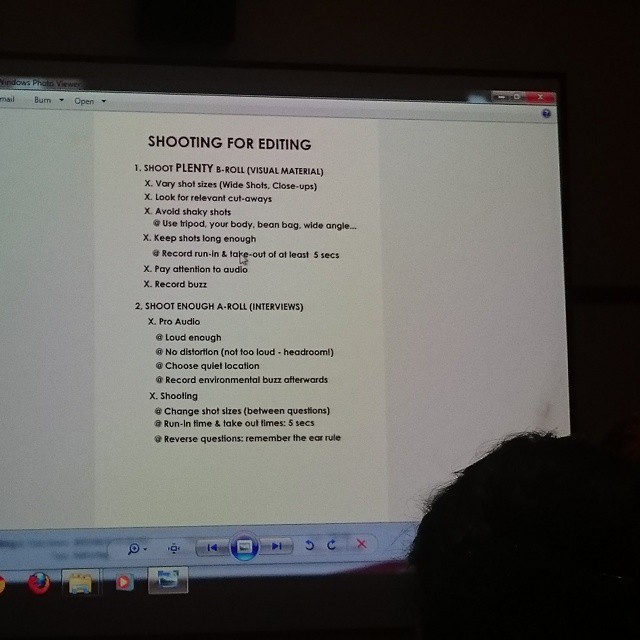 Windows Photo Viewer
mail Burn Open
SHOOTING FOR EDITING
1. SHOOT PLENTY B-ROLL (VISUAL MATERIAL)
X. Vary shot sizes (Wide Shots, Close-ups)
X. Look for relevant cut-aways
X. Avoid shaky shots
@ Use tripod, your body, bean bag, wide angle...
X. Keep shots long enough
@ Record run-in & take-out of at least 5 secs
X. Pay attention to audio
X. Record buzz
2. SHOOT ENOUGH A-ROLL (INTERVIEWS)
X. Pro Audio
@ Loud enough
@ No distortion (not too loud - headroom!)
@ Choose quiet location
@ Record environmental buzz afterwards
X. Shooting
@ Change shot sizes (between questions)
@ Run-in time & take out times: 5 secs
@ Reverse questions: remember the ear rule